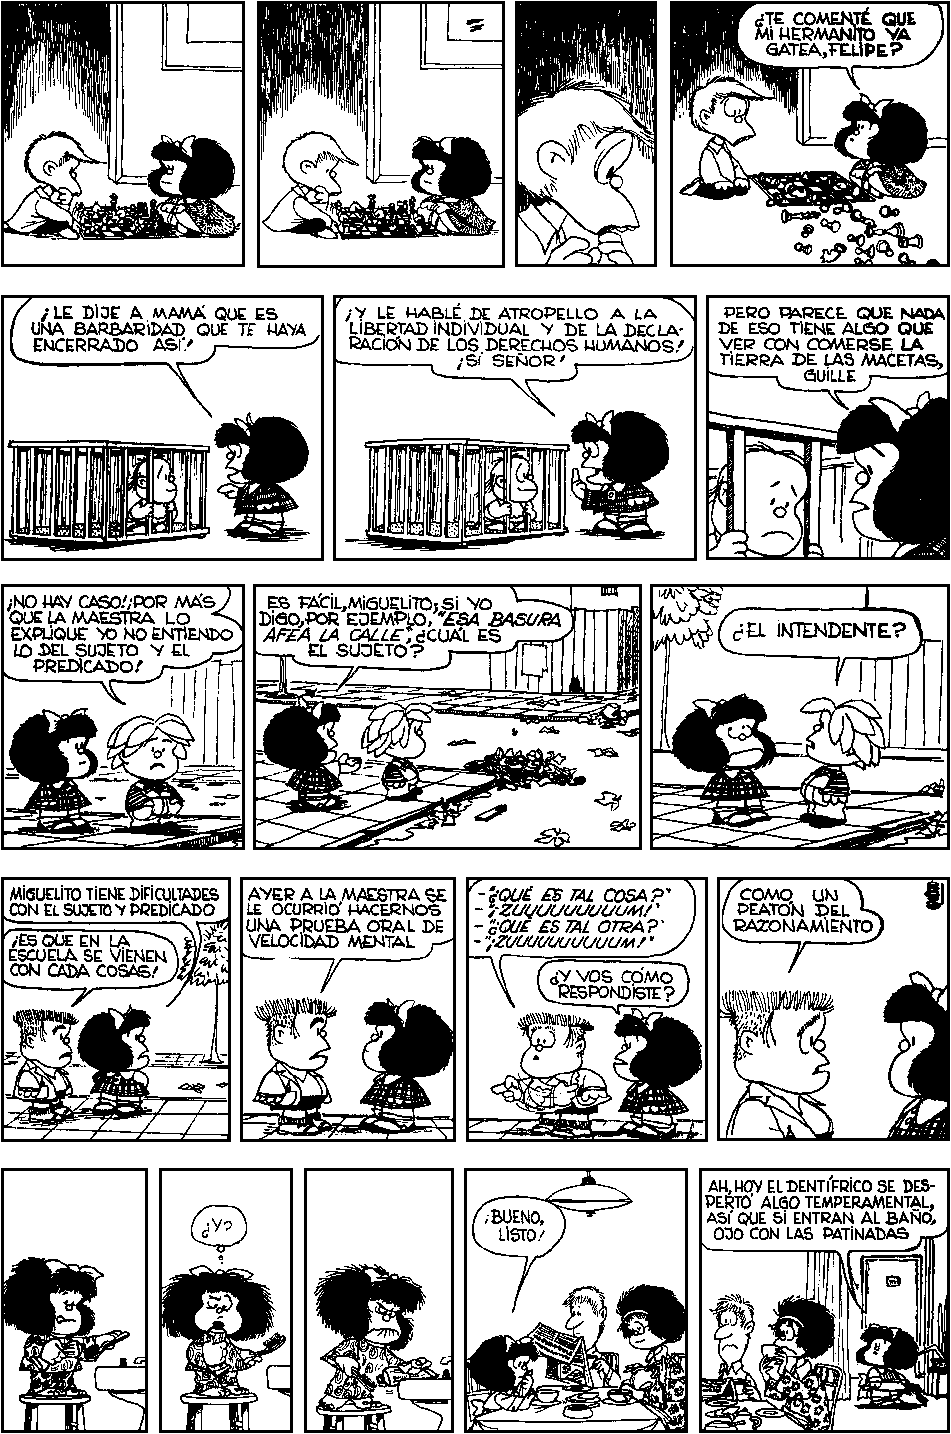 ¿TE COMENTÉ QUE
MI HERMANITO YA
GATEA, FELIPE?
¡LE DIJE A MAMÁ QUE ES
UNA BARBARIDAD QUE TE HAYA
ENCERRADO ASÍ!
¡Y LE HABLÉ DE ATROPELLO A LA
LIBERTAD INDIVIDUAL Y DE LA DECLA-
RACIÓN DE LOS DERECHOS HUMANOS!
¡SÍ SEÑOR!
PERO PARECE QUE NADA
DE ESO TIENE ALGO QUE
VER CON COMERSE LA
TIERRA DE LAS MACETAS,
GUILLE
¡NO HAY CASO! ¡POR MÁS
QUE LA MAESTRA LO
EXPLIQUE YO NO ENTIENDO
LO DEL SUJETO Y EL
PREDICADO!
ES FÁCIL, MIGUELITO; SI YO
DIGO, POR EJEMPLO, "ESA BASURA
AFEA LA CALLE", ¿CUÁL ES
EL SUJETO?
¿EL INTENDENTE?
MIGUELITO TIENE DIFICULTADES
CON EL SUJETO Y PREDICADO
¡ES QUE EN LA
ESCUELA SE VIENEN
CON CADA COSAS!
AYER A LA MAESTRA SE
LE OCURRIÓ HACERNOS
UNA PRUEBA ORAL DE
VELOCIDAD MENTAL
-"¿QUÉ ES TAL COSA?"
-"¡ZUUUUUUUUUUM!"
-"¿QUÉ ES TAL OTRA?"
-"¡ZUUUUUUUUUM!"
¿Y VOS CÓMO
RESPONDISTE?
COMO UN
PEATÓN DEL
RAZONAMIENTO
¿Y?
¡BUENO,
LISTO!
AH, HOY EL DENTÍFRICO SE DES-
PERTÓ ALGO TEMPERAMENTAL,
ASÍ QUE SI ENTRAN AL BAÑO,
OJO CON LAS PATINADAS